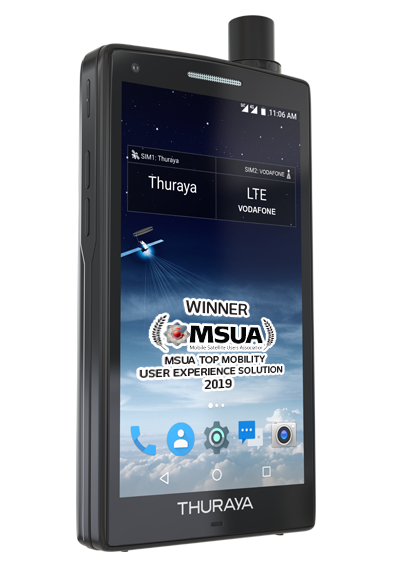 11:06 AM
SIM1: Thuraya
SIM2: VODAFONE
Thuraya
LTE
VODAFONE
WINNER
MSUA
Mobile Satellite Users Association
MSUA TOP MOBILITY
USER EXPERIENCE SOLUTION
2019
THURAYA